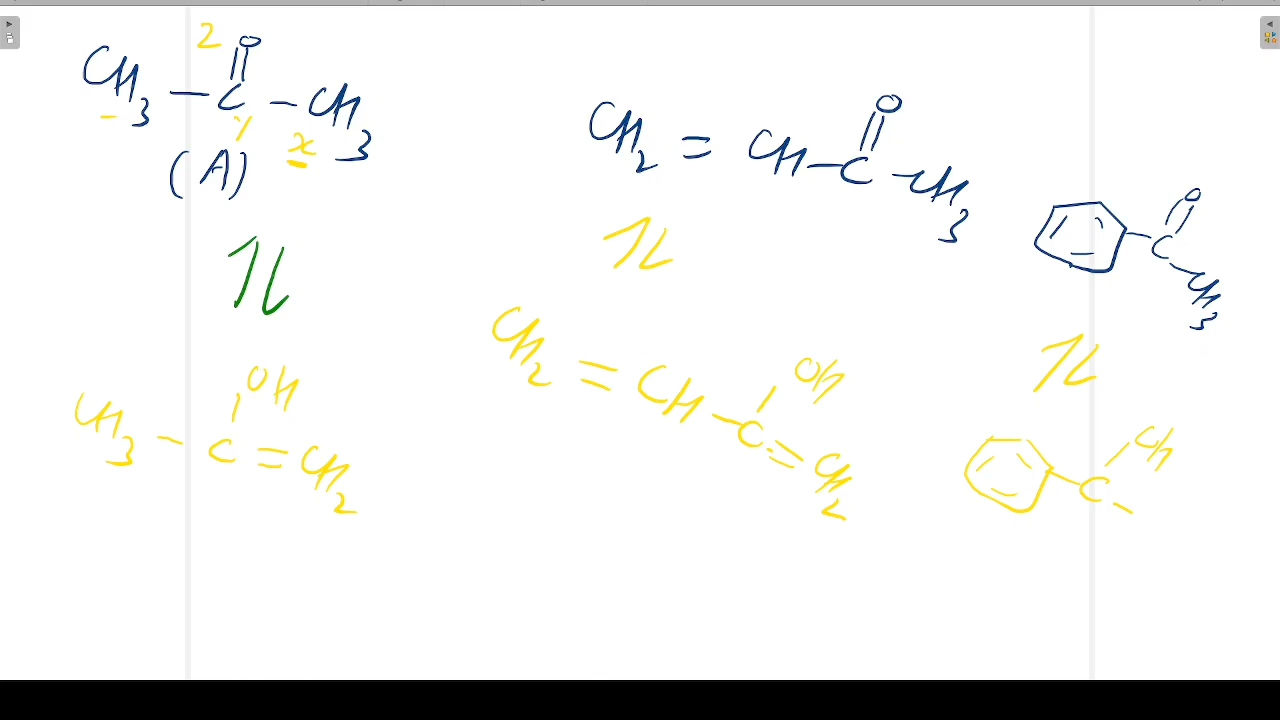 2
O
CH3 – C – CH3
y x
(A)
O
CH2 = CH – C – CH3
O
C
CH3
OH
CH3 – C = CH2
OH
CH2 = CH – C = CH2
OH
C –